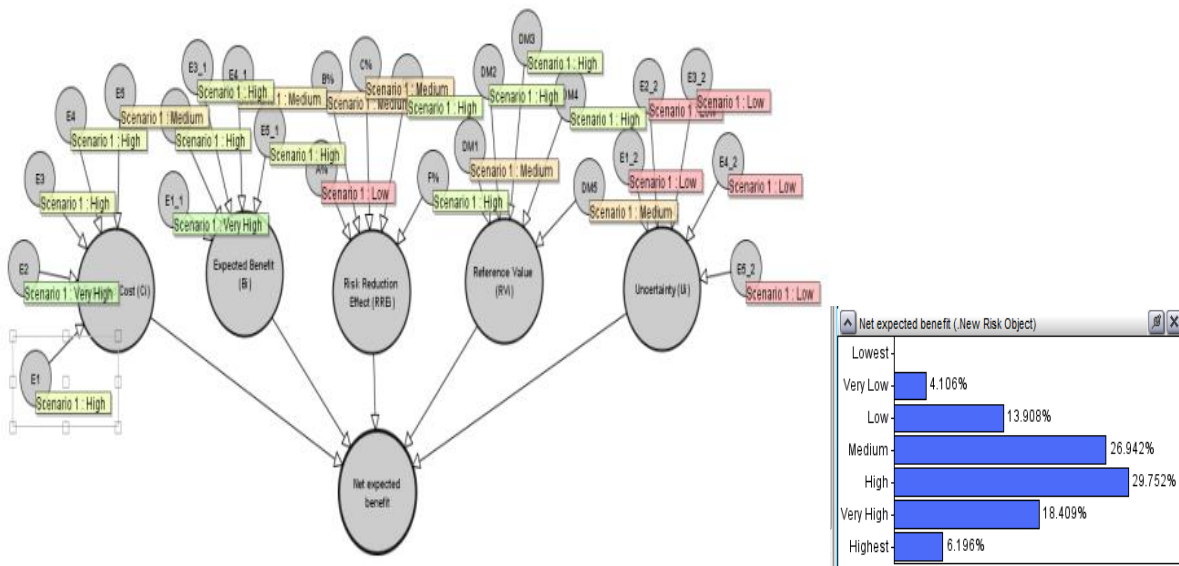 DM3
Scenario 1 : High
E3_1
E4_1
B%
C%
DM2
E2_2
E3_2
Scenario 1 : High
Scenario 1 : Medium
Scenario 1 : Medium
Scenario 1 : Medium
Scenario 1 : High
Scenario 1 : High
DM4
Scenario 1 : Low
Scenario 1 : Low
E4
E5
Scenario 1 : Medium
Scenario 1 : High
Scenario 1 : High
Scenario 1 : High
E5_1
Scenario 1 : High
A%
Scenario 1 : Low
DM1
Scenario 1 : Medium
E1_2
Scenario 1 : Low
E4_2
Scenario 1 : Low
E3
Scenario 1 : High
E1_1
Scenario 1 : Very High
F%
Scenario 1 : High
DM5
Scenario 1 : Medium
E2
Scenario 1 : Very High
Cost (Ci)
Expected Benefit
(Bi)
Risk Reduction
Effect (RREi)
Reference Value
(RVi)
Uncertainty (Ui)
E5_2
Scenario 1 : Low
E1
Scenario 1 : High
Net expected
benefit
Net expected benefit (.New Risk Object)
Lowest
Very Low 4.106%
Low 13.908%
Medium 26.942%
High 29.752%
Very High 18.409%
Highest 6.196%